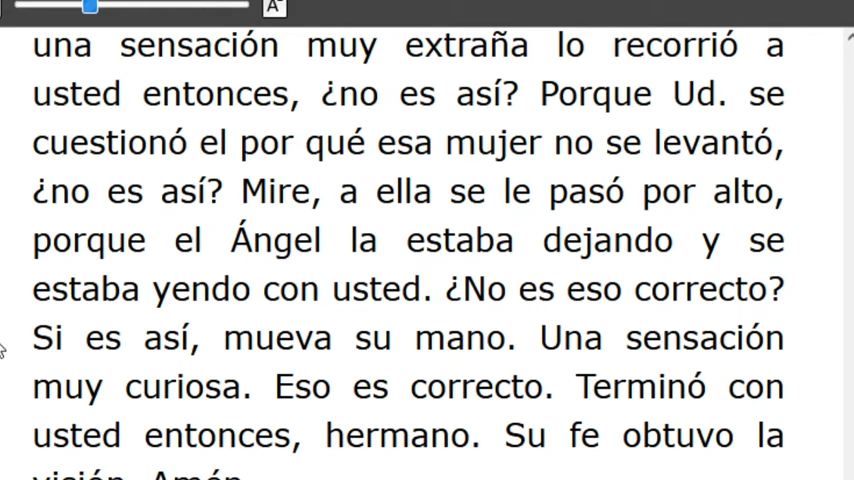 A
una sensación muy extraña lo recorrió a
usted entonces, ¿no es así? Porque Ud. se
cuestionó el por qué esa mujer no se levantó,
¿no es así? Mire, a ella se le pasó por alto,
porque el Ángel la estaba dejando y se
estaba yendo con usted. ¿No es eso correcto?
Si es así, mueva su mano. Una sensación
muy curiosa. Eso es correcto. Terminó con
usted entonces, hermano. Su fe obtuvo la
visión. Amén.